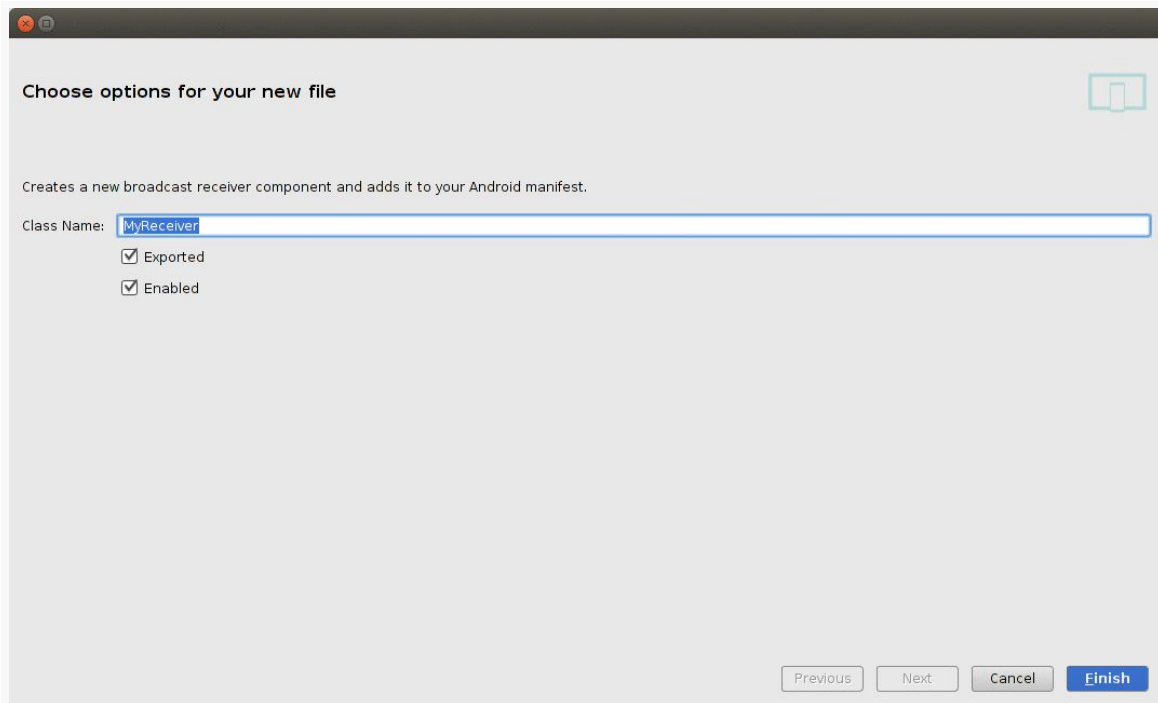 Choose options for your new file
Creates a new broadcast receiver component and adds it to your Android manifest.
Class Name: MyReceiver
Exported
Enabled
Previous Next Cancel Finish